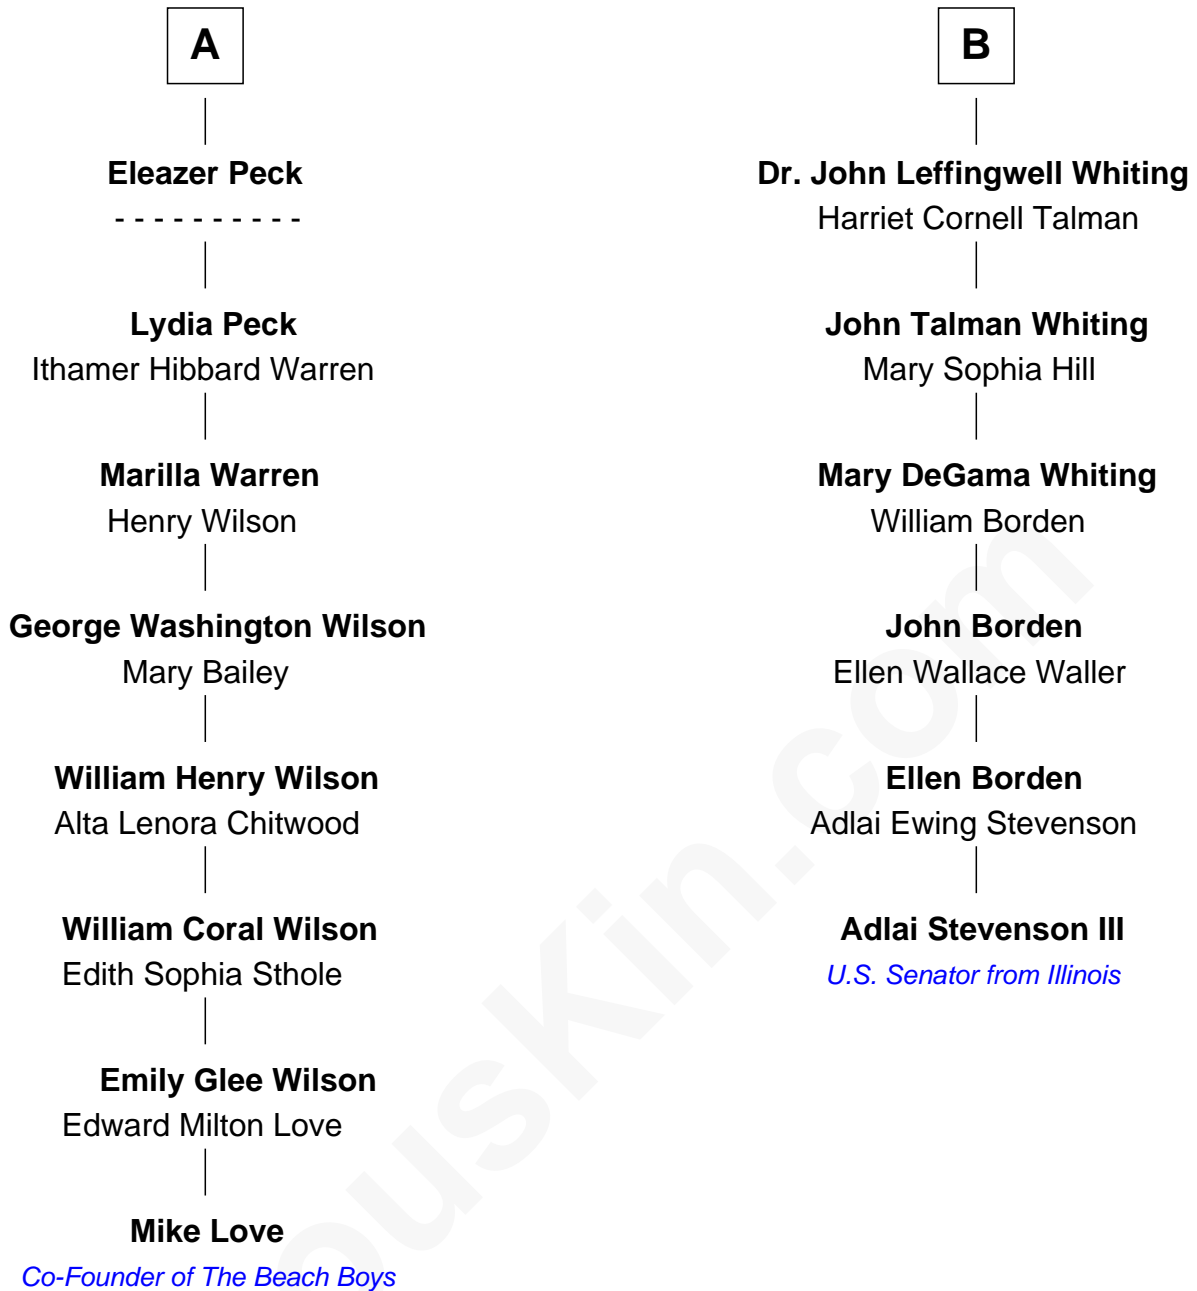 A
Eleazer Peck
- - - - - - - - - -
Lydia Peck
Ithamer Hibbard Warren
Marilla Warren
Henry Wilson
George Washington Wilson
Mary Bailey
William Henry Wilson
Alta Lenora Chitwood
William Coral Wilson
Edith Sophia Sthole
Emily Glee Wilson
Edward Milton Love
Mike Love
Co-Founder of The Beach Boys
B
Dr. John Leffingwell Whiting
Harriet Cornell Talman
John Talman Whiting
Mary Sophia Hill
Mary DeGama Whiting
William Borden
John Borden
Ellen Wallace Waller
Ellen Borden
Adlai Ewing Stevenson
Adlai Stevenson III
U.S. Senator from Illinois
ousKin.com